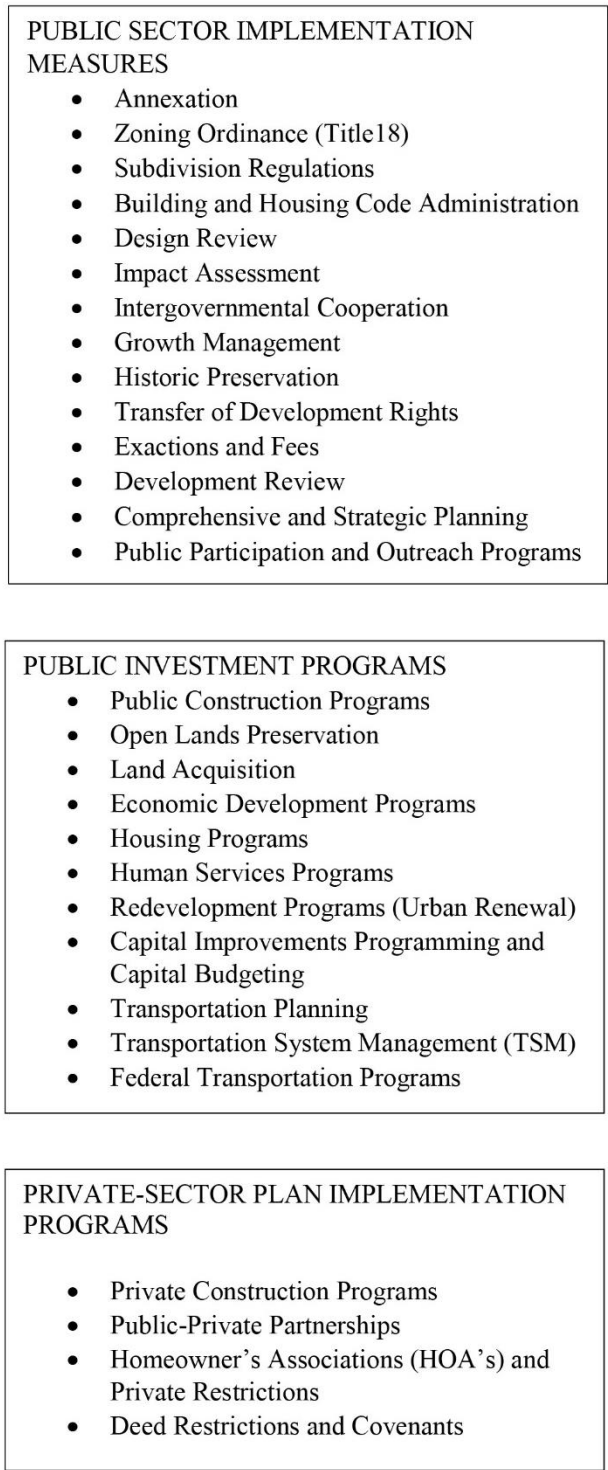 PUBLIC SECTOR IMPLEMENTATION
MEASURES
• Annexation
• Zoning Ordinance (Title18)
• Subdivision Regulations
• Building and Housing Code Administration
• Design Review
• Impact Assessment
• Intergovernmental Cooperation
• Growth Management
• Historic Preservation
• Transfer of Development Rights
• Exactions and Fees
• Development Review
• Comprehensive and Strategic Planning
• Public Participation and Outreach Programs
PUBLIC INVESTMENT PROGRAMS
• Public Construction Programs
• Open Lands Preservation
• Land Acquisition
• Economic Development Programs
• Housing Programs
• Human Services Programs
• Redevelopment Programs (Urban Renewal)
• Capital Improvements Programming and
Capital Budgeting
• Transportation Planning
• Transportation System Management (TSM)
• Federal Transportation Programs
PRIVATE-SECTOR PLAN IMPLEMENTATION
PROGRAMS
• Private Construction Programs
• Public-Private Partnerships
• Homeowner’s Associations (HOA’s) and
Private Restrictions
• Deed Restrictions and Covenants